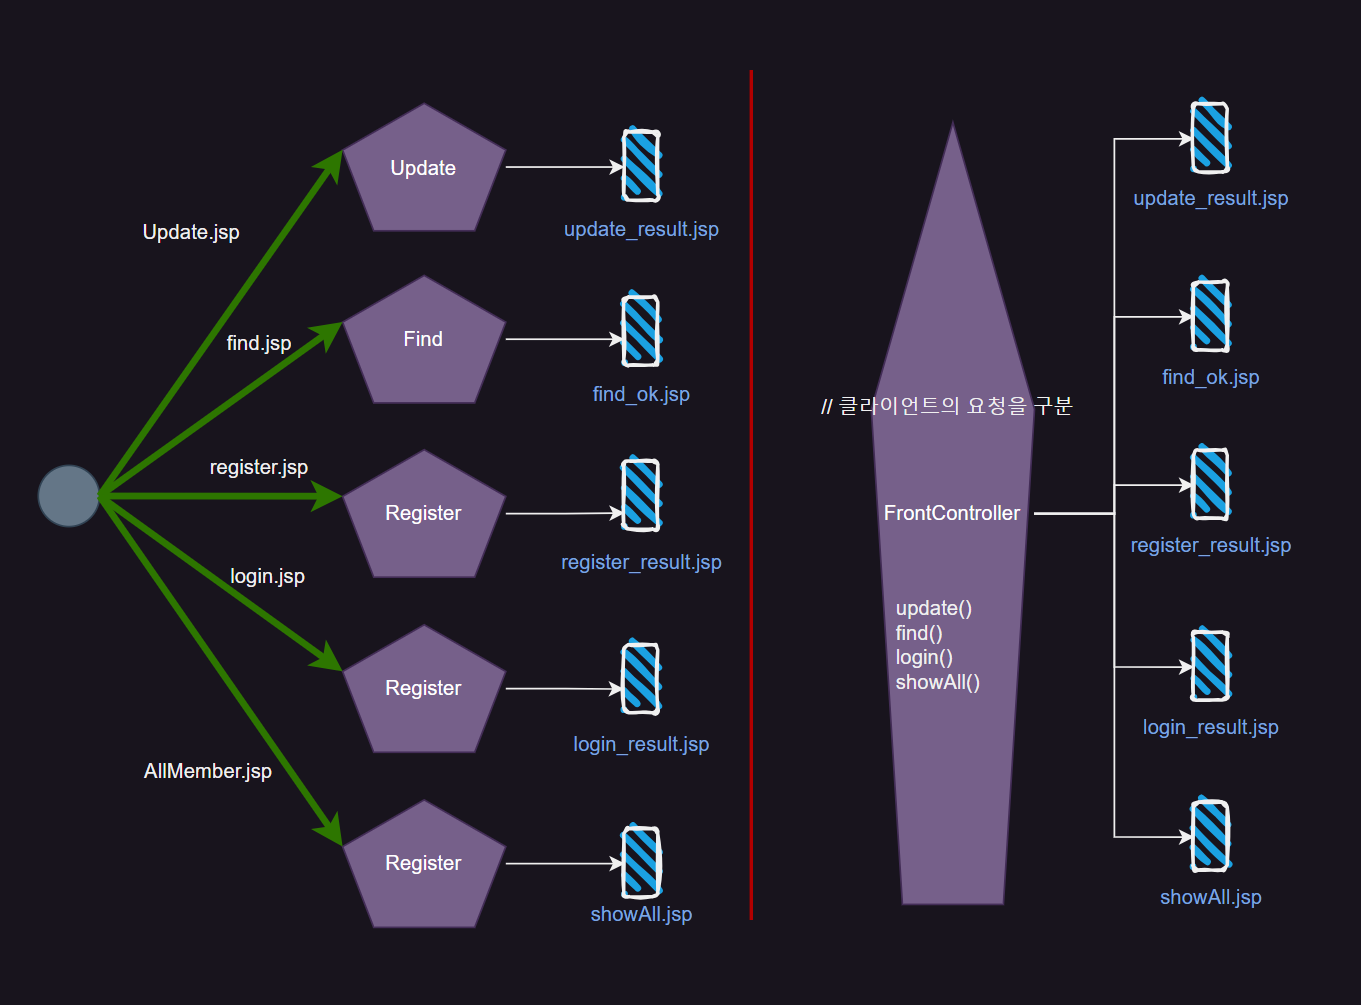 Update.jsp
Update
update_result.jsp
find.jsp
Find
find_ok.jsp
register.jsp
Register
register_result.jsp
login.jsp
Register
login_result.jsp
AllMember.jsp
Register
showAll.jsp
// 클라이언트의 요청을 구분
FrontController
update()
find()
login()
showAll()
update_result.jsp
find_ok.jsp
register_result.jsp
login_result.jsp
showAll.jsp